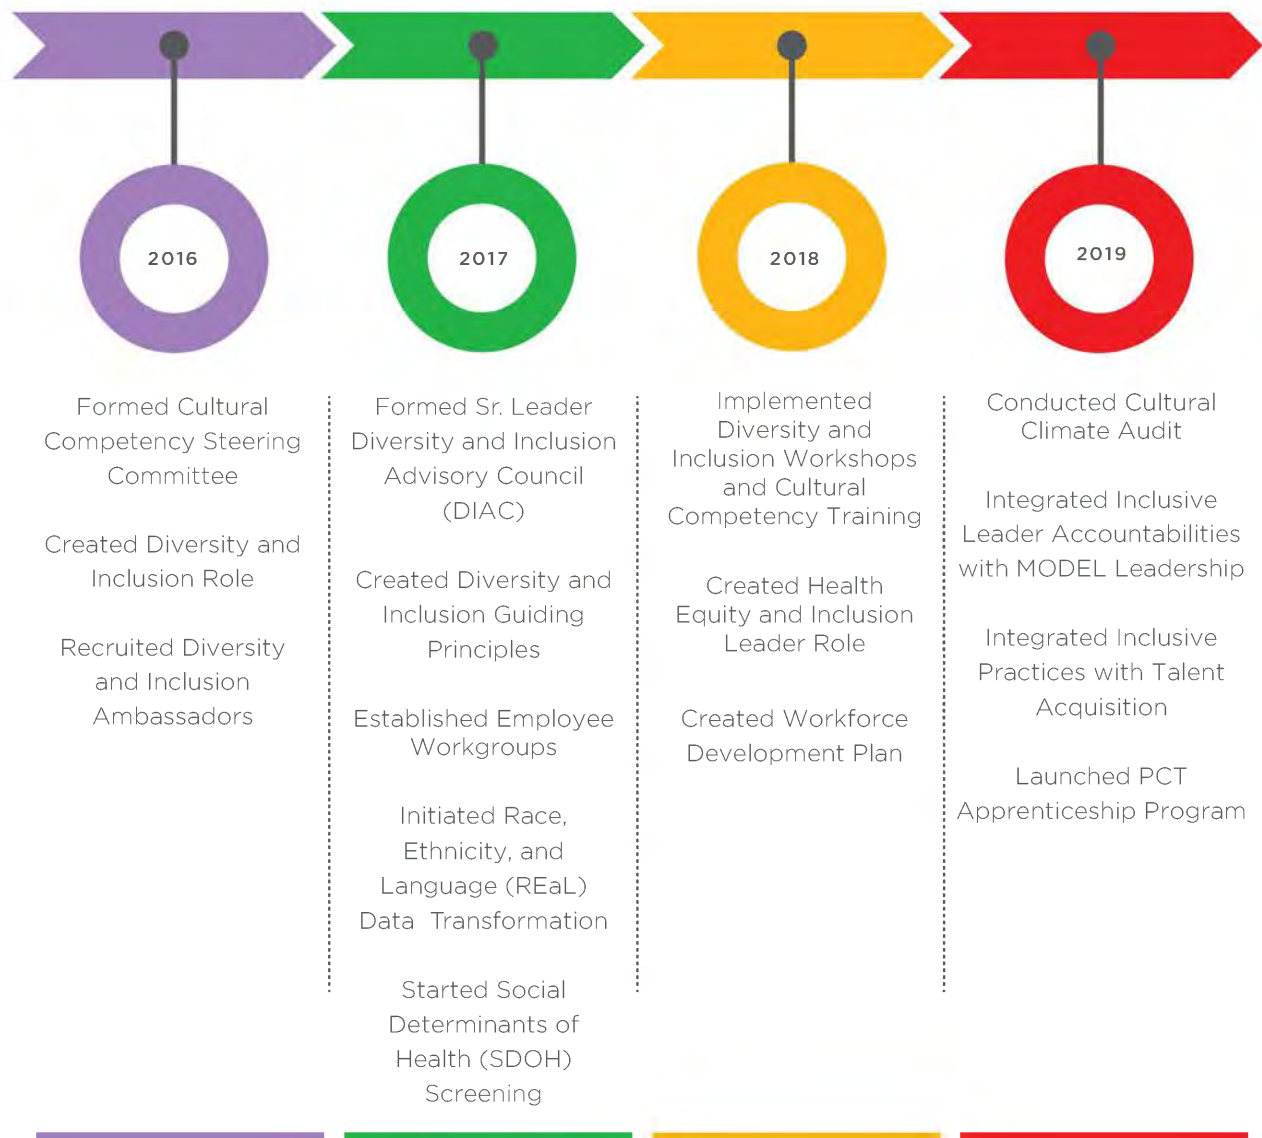 2016
Formed Cultural
Competency Steering
Committee
Created Diversity and
Inclusion Role
Recruited Diversity
and Inclusion
Ambassadors
2017
Formed Sr. Leader
Diversity and Inclusion
Advisory Council
(DIAC)
Created Diversity and
Inclusion Guiding
Principles
Established Employee
Workgroups
Initiated Race,
Ethnicity, and
Language (REaL)
Data Transformation
Started Social
Determinants of
Health (SDOH)
Screening
2018
Implemented
Diversity and
Inclusion Workshops
and Cultural
Competency Training
Created Health
Equity and Inclusion
Leader Role
Created Workforce
Development Plan
2019
Conducted Cultural
Climate Audit
Integrated Inclusive
Leader Accountabilities
with MODEL Leadership
Integrated Inclusive
Practices with Talent
Acquisition
Launched PCT
Apprenticeship Program